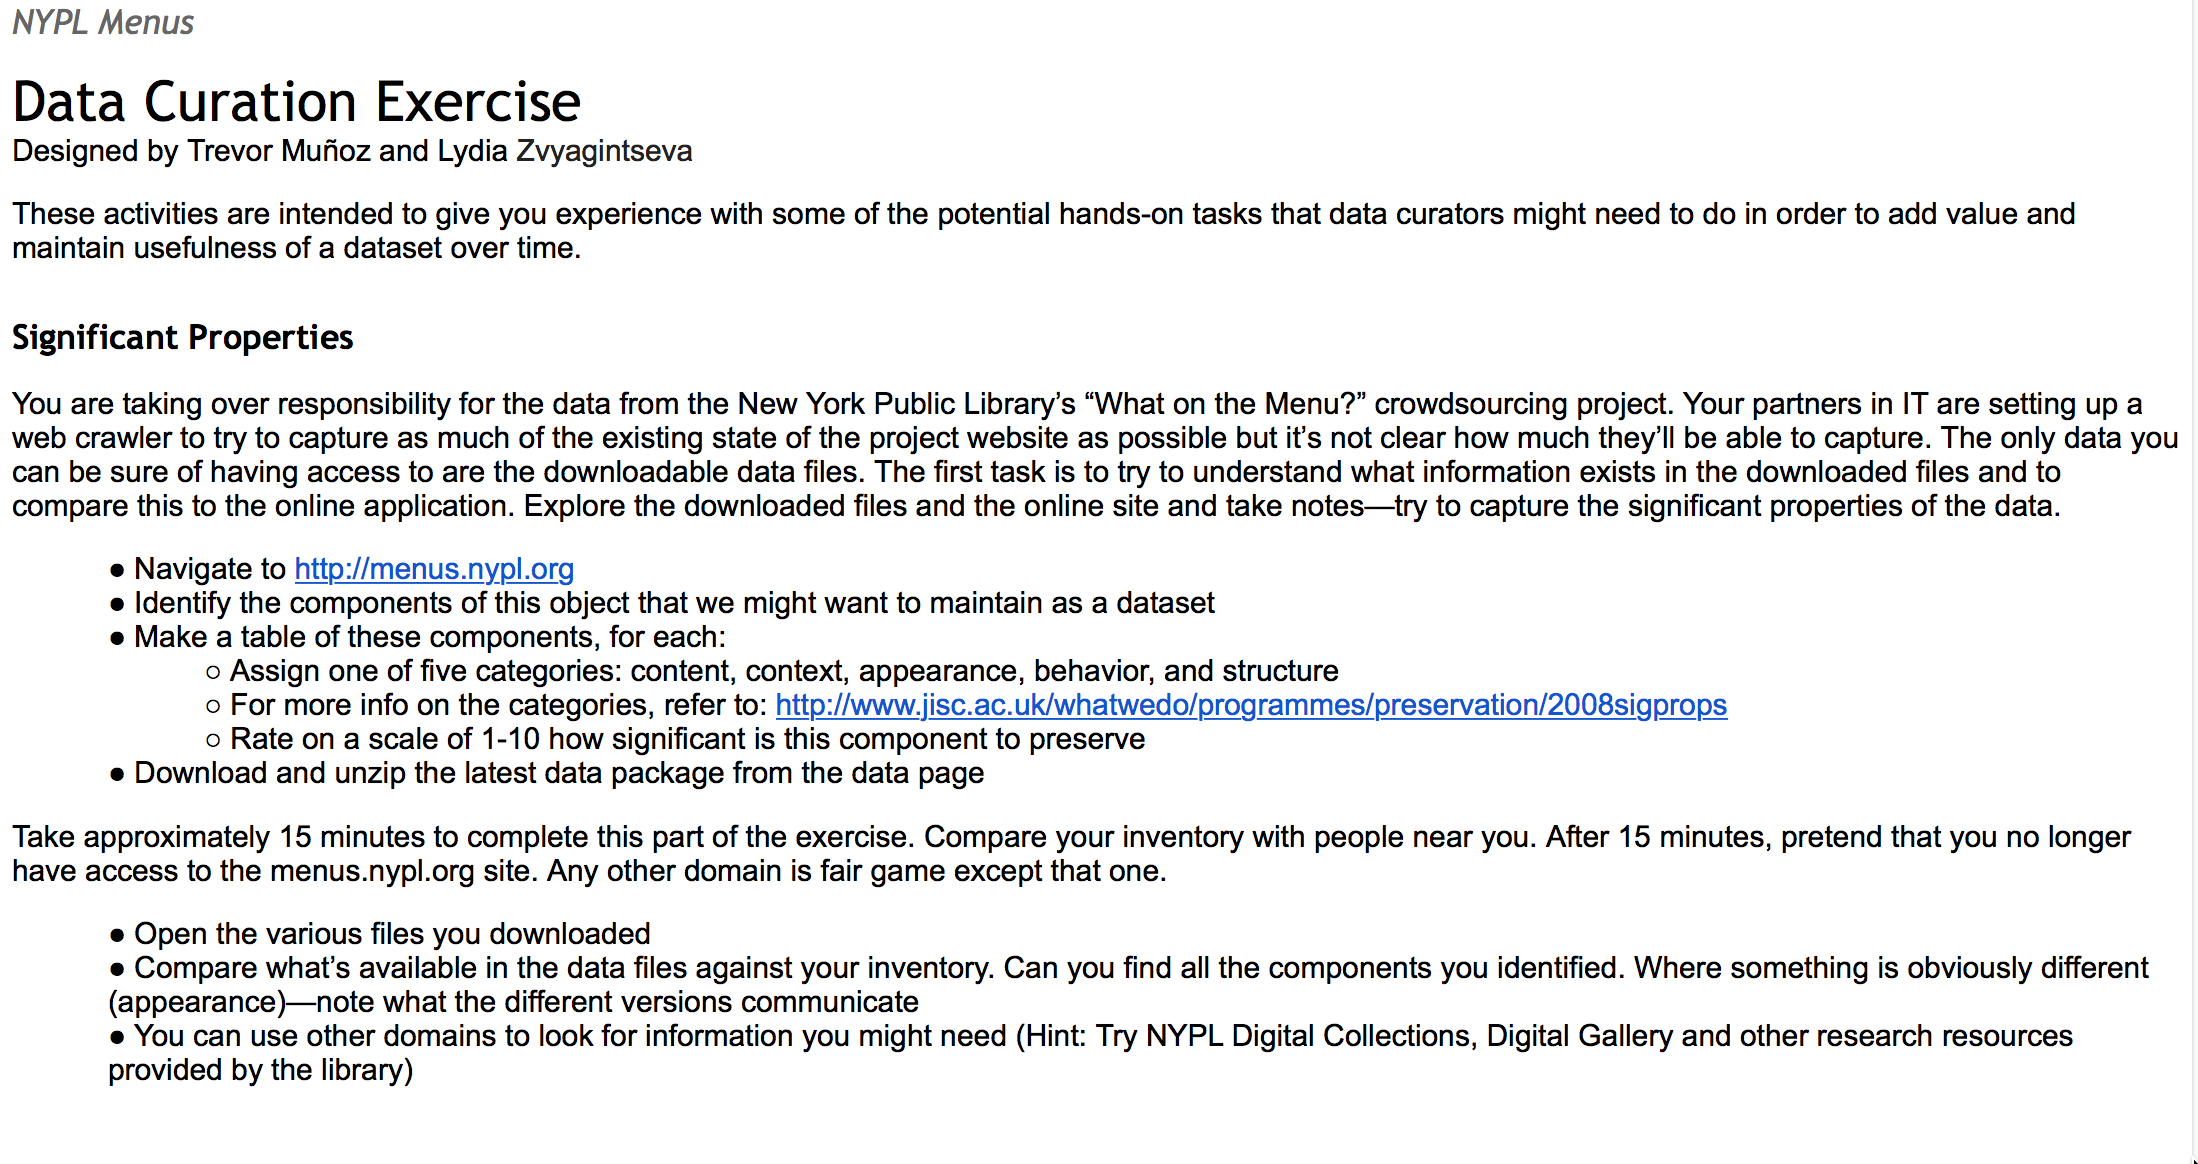 NYPL Menus
Data Curation Exercise
Designed by Trevor Muñoz and Lydia Zvyagintseva
These activities are intended to give you experience with some of the potential hands-on tasks that data curators might need to do in order to add value and
maintain usefulness of a dataset over time.
Significant Properties
You are taking over responsibility for the data from the New York Public Library’s “What on the Menu?” crowdsourcing project. Your partners in IT are setting up a
web crawler to try to capture as much of the existing state of the project website as possible but it’s not clear how much they’ll be able to capture. The only data you
can be sure of having access to are the downloadable data files. The first task is to try to understand what information exists in the downloaded files and to
compare this to the online application. Explore the downloaded files and the online site and take notes—try to capture the significant properties of the data.
● Navigate to http://menus.nypl.org
● Identify the components of this object that we might want to maintain as a dataset
● Make a table of these components, for each:
○ Assign one of five categories: content, context, appearance, behavior, and structure
○ For more info on the categories, refer to: http://www.jisc.ac.uk/whatwedo/programmes/preservation/2008sigprops
○ Rate on a scale of 1-10 how significant is this component to preserve
● Download and unzip the latest data package from the data page
Take approximately 15 minutes to complete this part of the exercise. Compare your inventory with people near you. After 15 minutes, pretend that you no longer
have access to the menus.nypl.org site. Any other domain is fair game except that one.
● Open the various files you downloaded
● Compare what’s available in the data files against your inventory. Can you find all the components you identified. Where something is obviously different
(appearance)—note what the different versions communicate
● You can use other domains to look for information you might need (Hint: Try NYPL Digital Collections, Digital Gallery and other research resources
provided by the library)